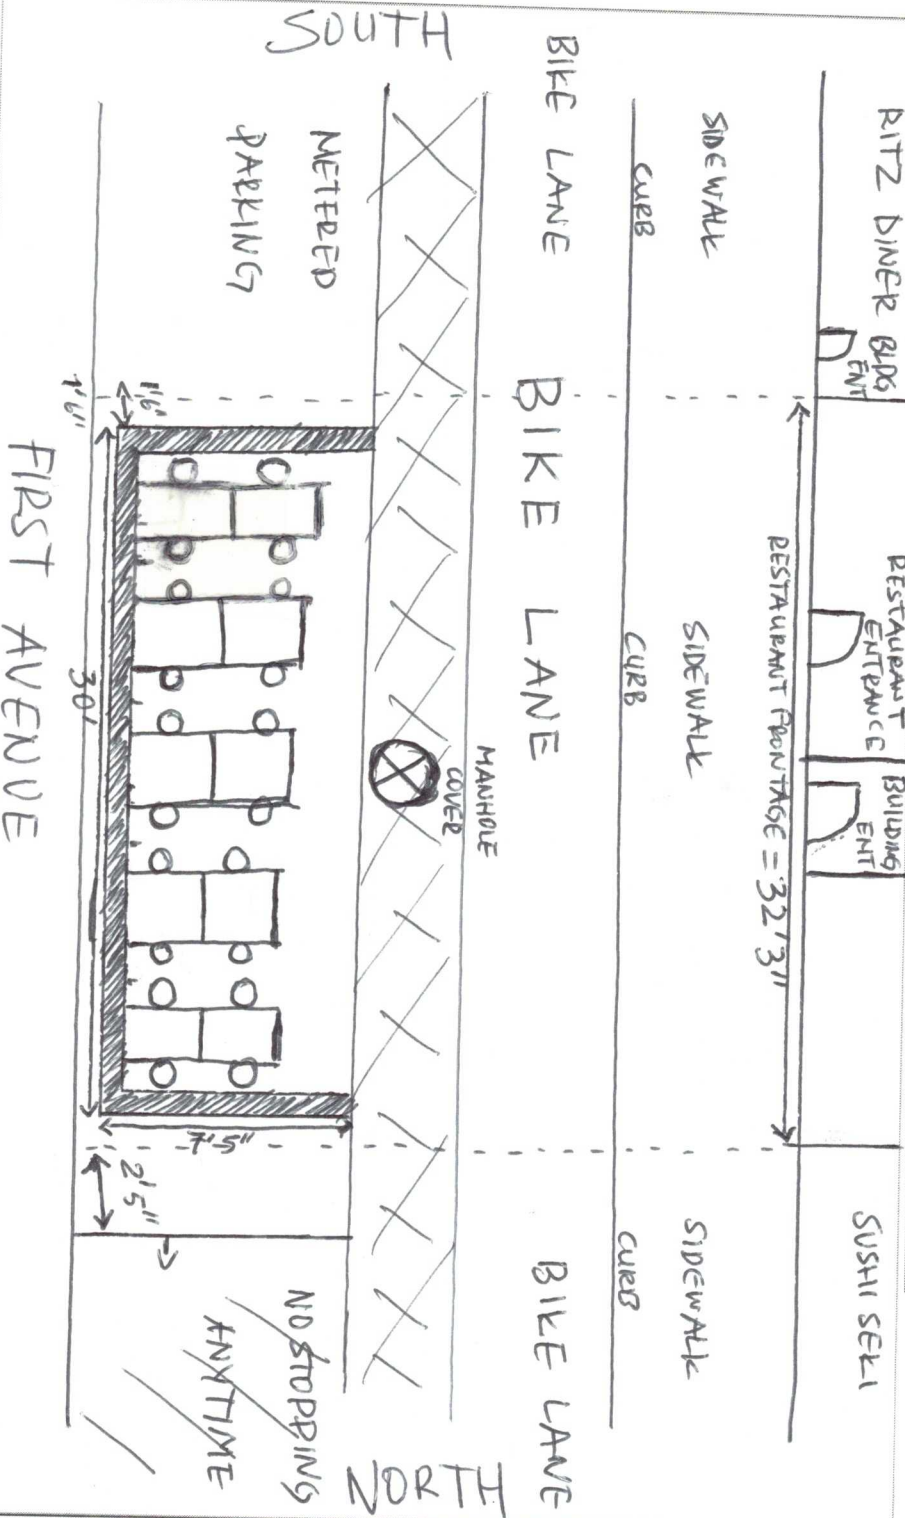 SOUTH
RITZ DINER
BLDG
ENT
RESTAURANT
ENTRANCE
BUILDING
ENT
SUSHI SEKI
RESTAURANT FRONTAGE = 32'3"
SIDEWALK
SIDEWALK
SIDEWALK
CURB
CURB
CURB
BIKE LANE
BIKE LANE
BIKE LANE
MANHOLE
COVER
METERED
PARKING
NO STOPPING
ANYTIME
1'6"
1'6"
30'
7'5"
2'5"
FIRST AVENUE
NORTH